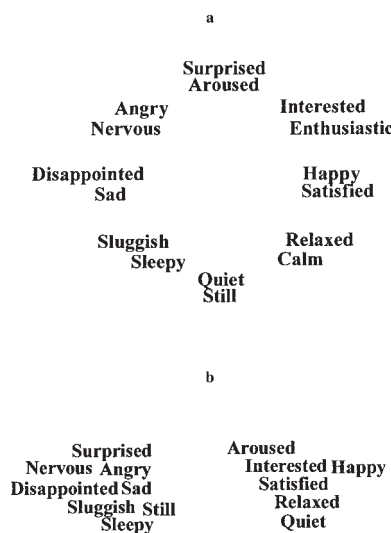 a
Surprised
Aroused
Angry
Interested
Nervous
Enthusiastic
Disappointed
Happy
Sad
Satisfied
Sluggish
Relaxed
Sleepy
Calm
Quiet
Still
b
Surprised
Aroused
Nervous Angry
Interested Happy
Disappointed Sad
Satisfied
Sluggish Still
Relaxed
Sleepy
Quiet